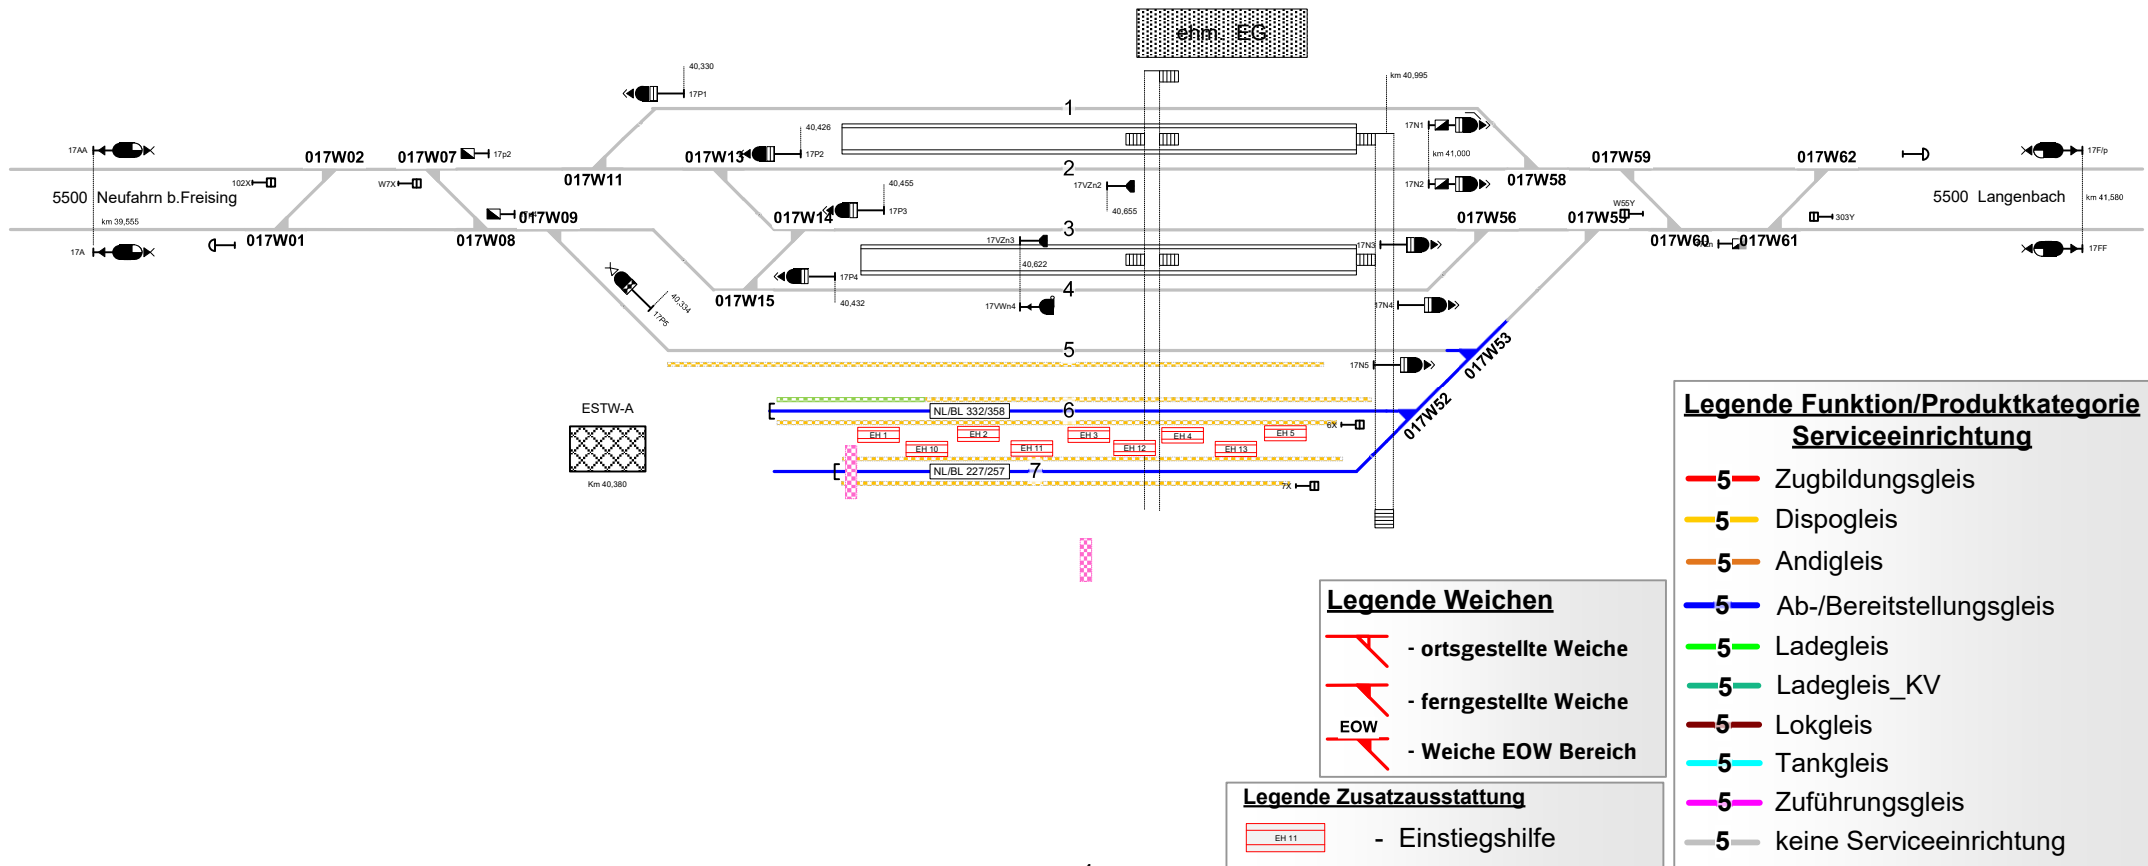 ehm. EG
40,330
17P1
km 40,995
1
40,426
17N1
17AA
017W02
017W07
17p2
017W13
17P2
km 41,000
017W59
017W62
17F/p
102X
W7X
017W11
2
17VZn2
17N2
017W58
5500 Neufahrn b.Freising
40,455
5500 Langenbach
km 41,580
km 39,555
017W09
017W14
17P3
40,655
017W56
017W55
W55Y
303Y
3
017W01
017W08
17VZn3
17N3
017W60
017W61
17A
17FF
40,622
17P4
4
017W15
40,432
17VWn4
17N4
40,334
17P5
5
17N5
017W53
ESTW-A
NL/BL 332/358
6
6X
017W52
EH 1
EH 2
EH 3
EH 4
EH 5
EH 10
EH 11
EH 12
EH 13
NL/BL 227/257
7
7X
Km 40,380
Legende Funktion/Produktkategorie
Serviceeinrichtung
5 Zugbildungsgleis
5 Dispogleis
5 Andigleis
5 Ab-/Bereitstellungsgleis
5 Ladegleis
5 Ladegleis_KV
5 Lokgleis
5 Tankgleis
5 Zuführungsgleis
5 keine Serviceeinrichtung
Legende Weichen
- ortsgestellte Weiche
- ferngestellte Weiche
EOW
- Weiche EOW Bereich
Legende Zusatzausstattung
EH 11 - Einstiegshilfe